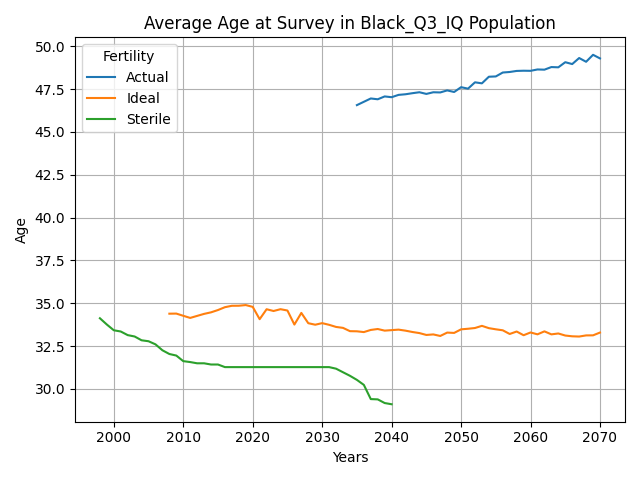 Average Age at Survey in Black_Q3_IQ Population
Fertility
Actual
Ideal
Sterile
Age
50.0
47.5
45.0
42.5
40.0
37.5
35.0
32.5
30.0
2000
2010
2020
2030
2040
2050
2060
2070
Years